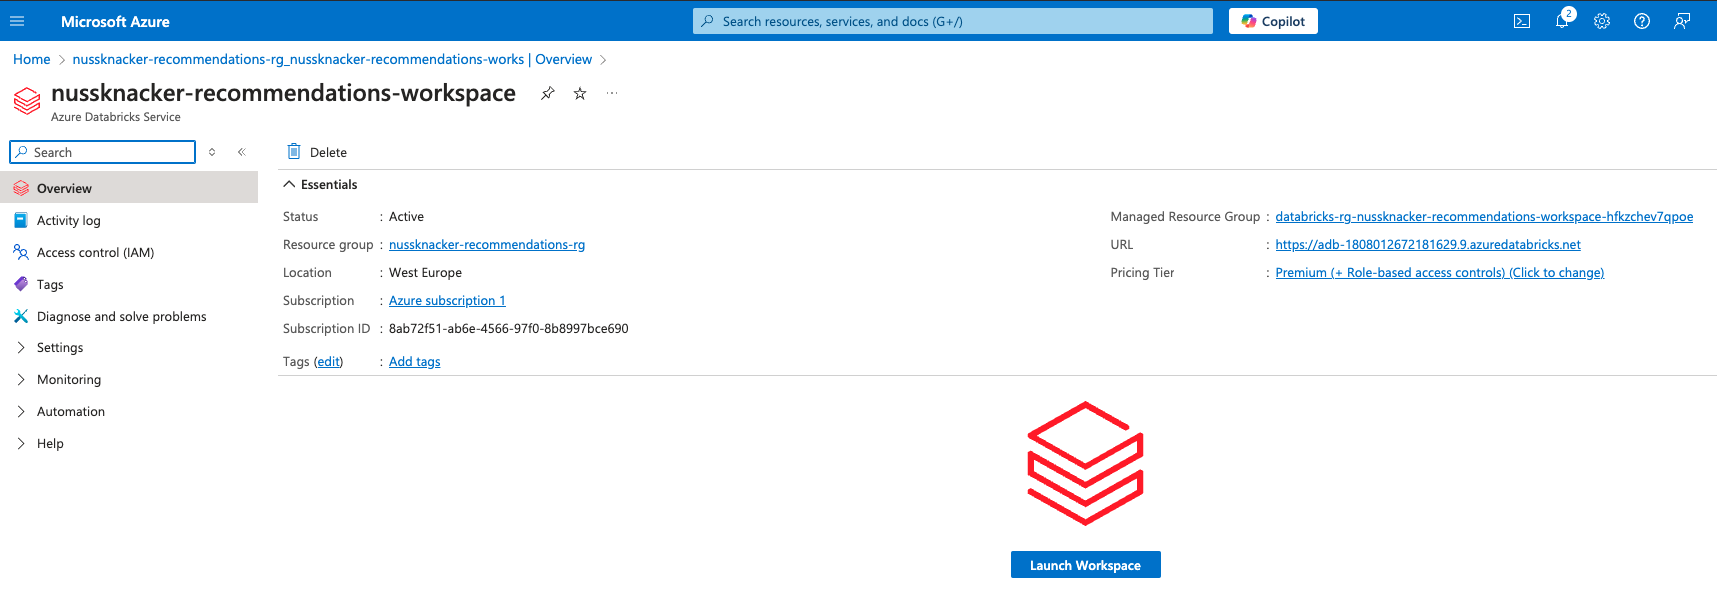 Microsoft Azure
Search resources, services, and docs (G+/)
Copilot
2
Home > nussknacker-recommendations-rg_nussknacker-recommendations-works | Overview >
nussknacker-recommendations-workspace
Azure Databricks Service
Search
Delete
Overview
Activity log
Access control (IAM)
Tags
Diagnose and solve problems
Settings
Monitoring
Automation
Help
Essentials
Status : Active
Resource group : nussknacker-recommendations-rg
Location : West Europe
Subscription : Azure subscription 1
Subscription ID : 8ab72f51-ab6e-4566-97f0-8b8997bce690
Tags (edit) : Add tags
Managed Resource Group : databricks-rg-nussknacker-recommendations-workspace-hfkzchev7qpoe
URL : https://adb-1808012672181629.9.azuredatabricks.net
Pricing Tier : Premium (+ Role-based access controls) (Click to change)
Launch Workspace